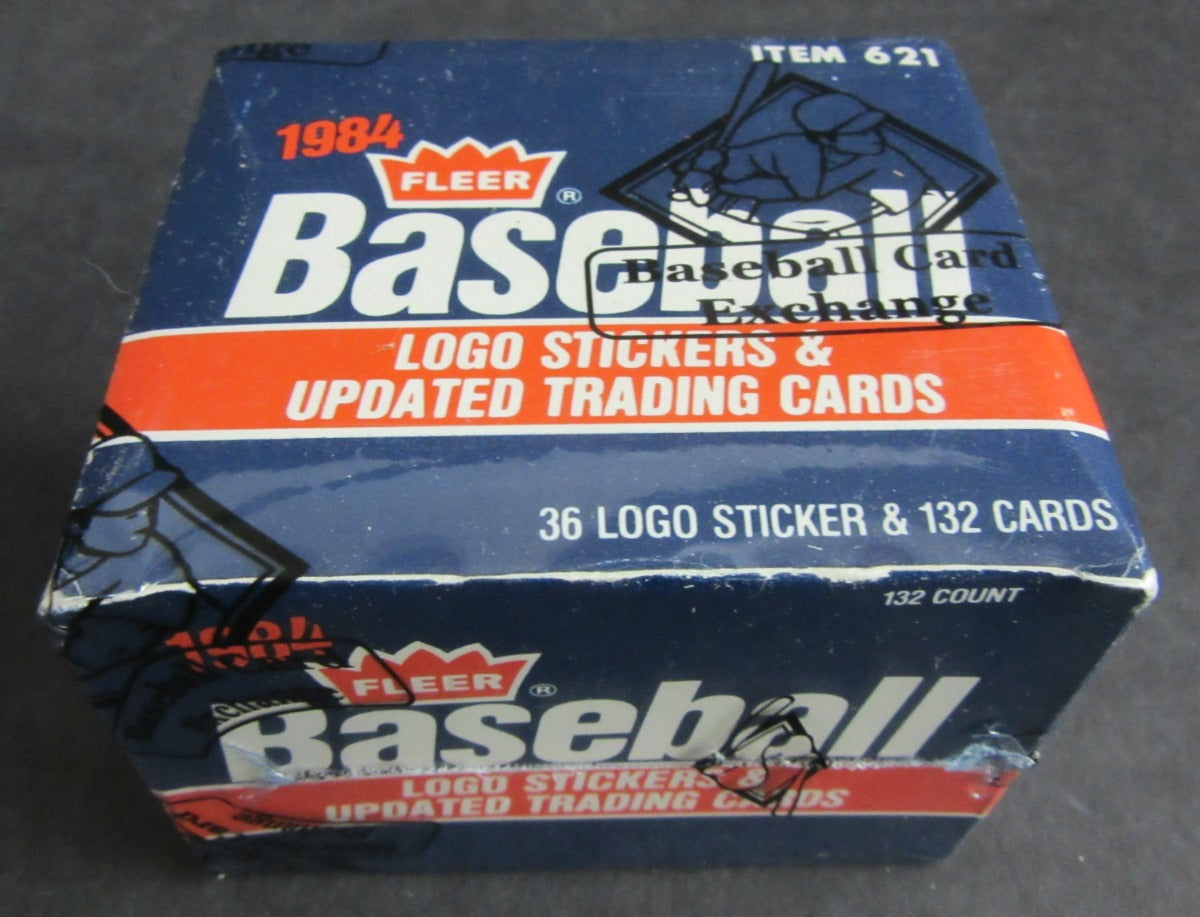 ITEM 621
1984
FLEER®
Baseball
Baseball Card
Exchange
LOGO STICKERS &
UPDATED TRADING CARDS
36 LOGO STICKER & 132 CARDS
132 COUNT
1984
FLEER®
Baseball
LOGO STICKERS &
UPDATED TRADING CARDS